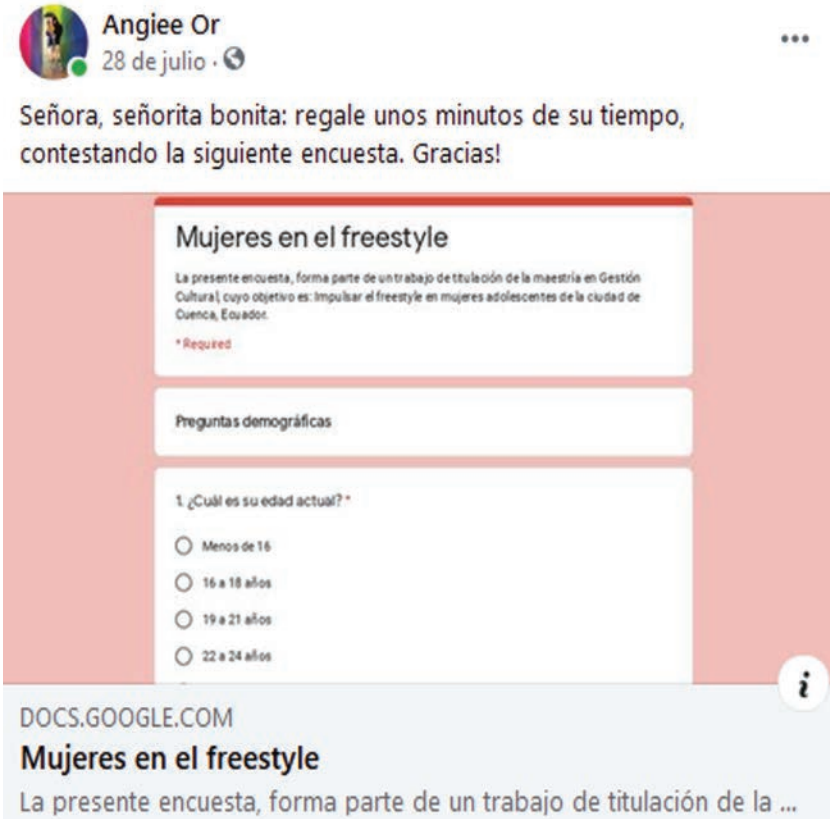 Angiee Or
28 de julio ·
Señora, señorita bonita: regale unos minutos de su tiempo,
contestando la siguiente encuesta. Gracias!
Mujeres en el freestyle
La presente encuesta, forma parte de un trabajo de titulación de la maestría en Gestión
Cultural, cuyo objetivo es: Impulsar el freestyle en mujeres adolescentes de la ciudad de
Cuenca, Ecuador.
* Required
Preguntas demográficas
1. ¿Cuál es su edad actual? *
Menos de 16
16 a 18 años
19 a 21 años
22 a 24 años
DOCS.GOOGLE.COM
Mujeres en el freestyle
La presente encuesta, forma parte de un trabajo de titulación de la ...